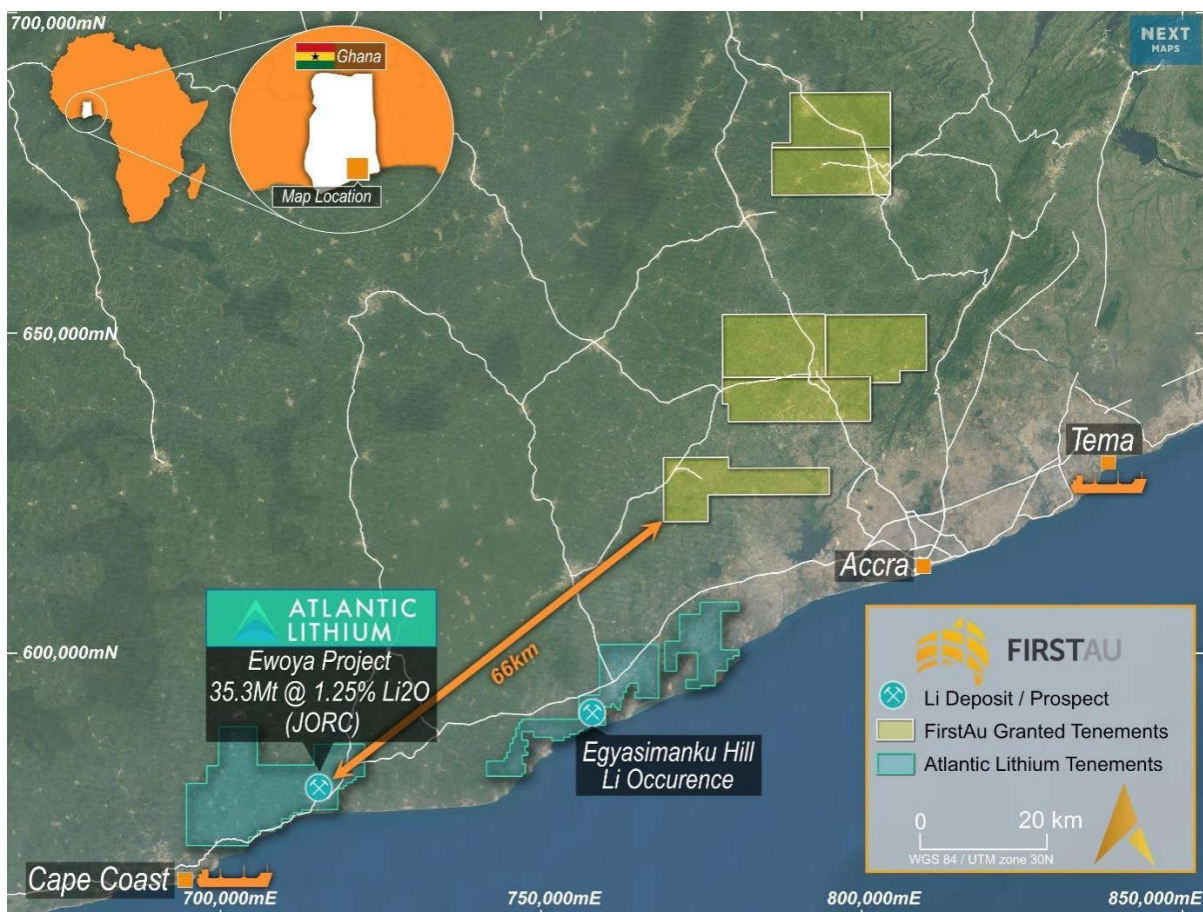 700,000mN
NEXT
MAPS
Ghana
Map Location
650,000mN
Tema
Accra
ATLANTIC
LITHIUM
Ewoya Project
35.3Mt @ 1.25% Li2O
(JORC)
66km
600,000mN
Egyasimanku Hill
Li Occurence
FIRSTAU
Li Deposit / Prospect
FirstAu Granted Tenements
Atlantic Lithium Tenements
0 20 km
WGS 84 / UTM zone 30N
Cape Coast
700,000mE
750,000mE
800,000mE
850,000mE